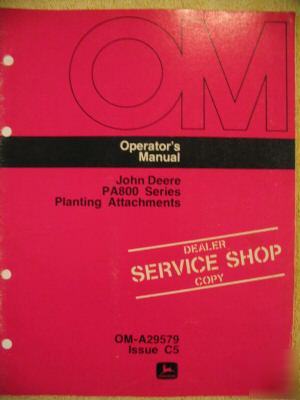 OM
Operator's
Manual
John Deere
PA800 Series
Planting Attachments
DEALER
SERVICE SHOP
COPY
OM-A29579
Issue C5